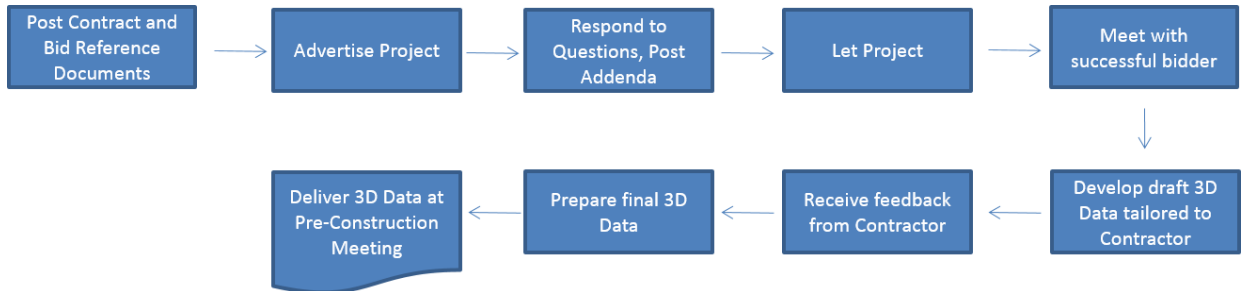 Post Contract and
Bid Reference
Documents
Advertise Project
Respond to
Questions, Post
Addenda
Let Project
Meet with
successful bidder
Develop draft 3D
Data tailored to
Contractor
Receive feedback
from Contractor
Prepare final 3D
Data
Deliver 3D Data at
Pre-Construction
Meeting